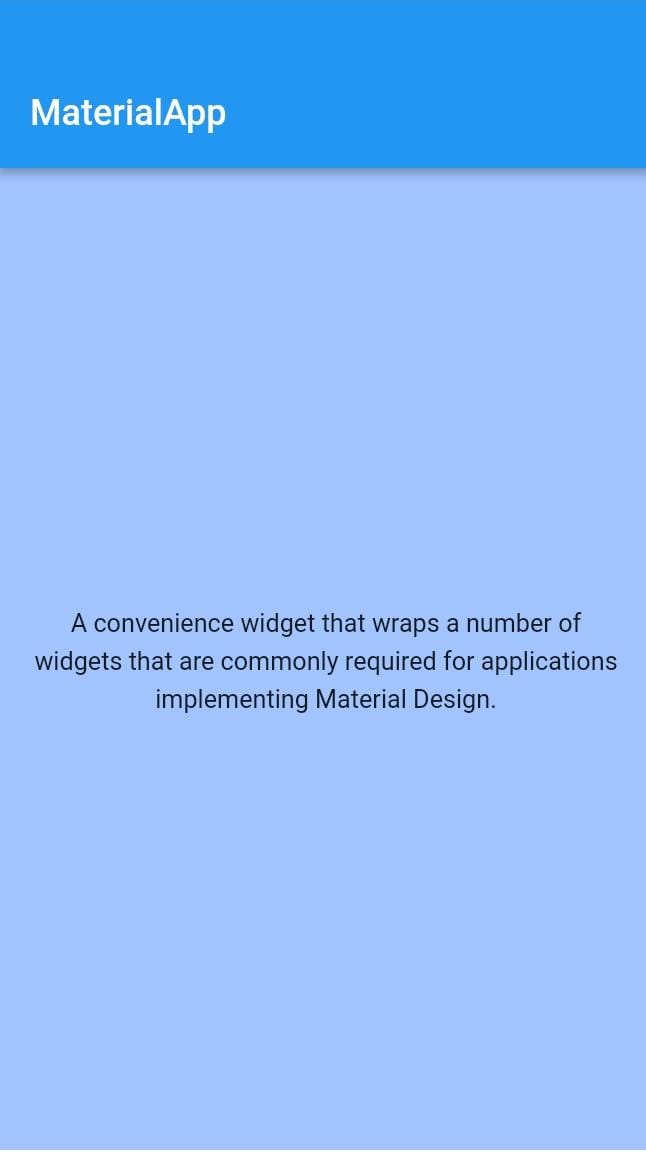 MaterialApp
A convenience widget that wraps a number of
widgets that are commonly required for applications
implementing Material Design.